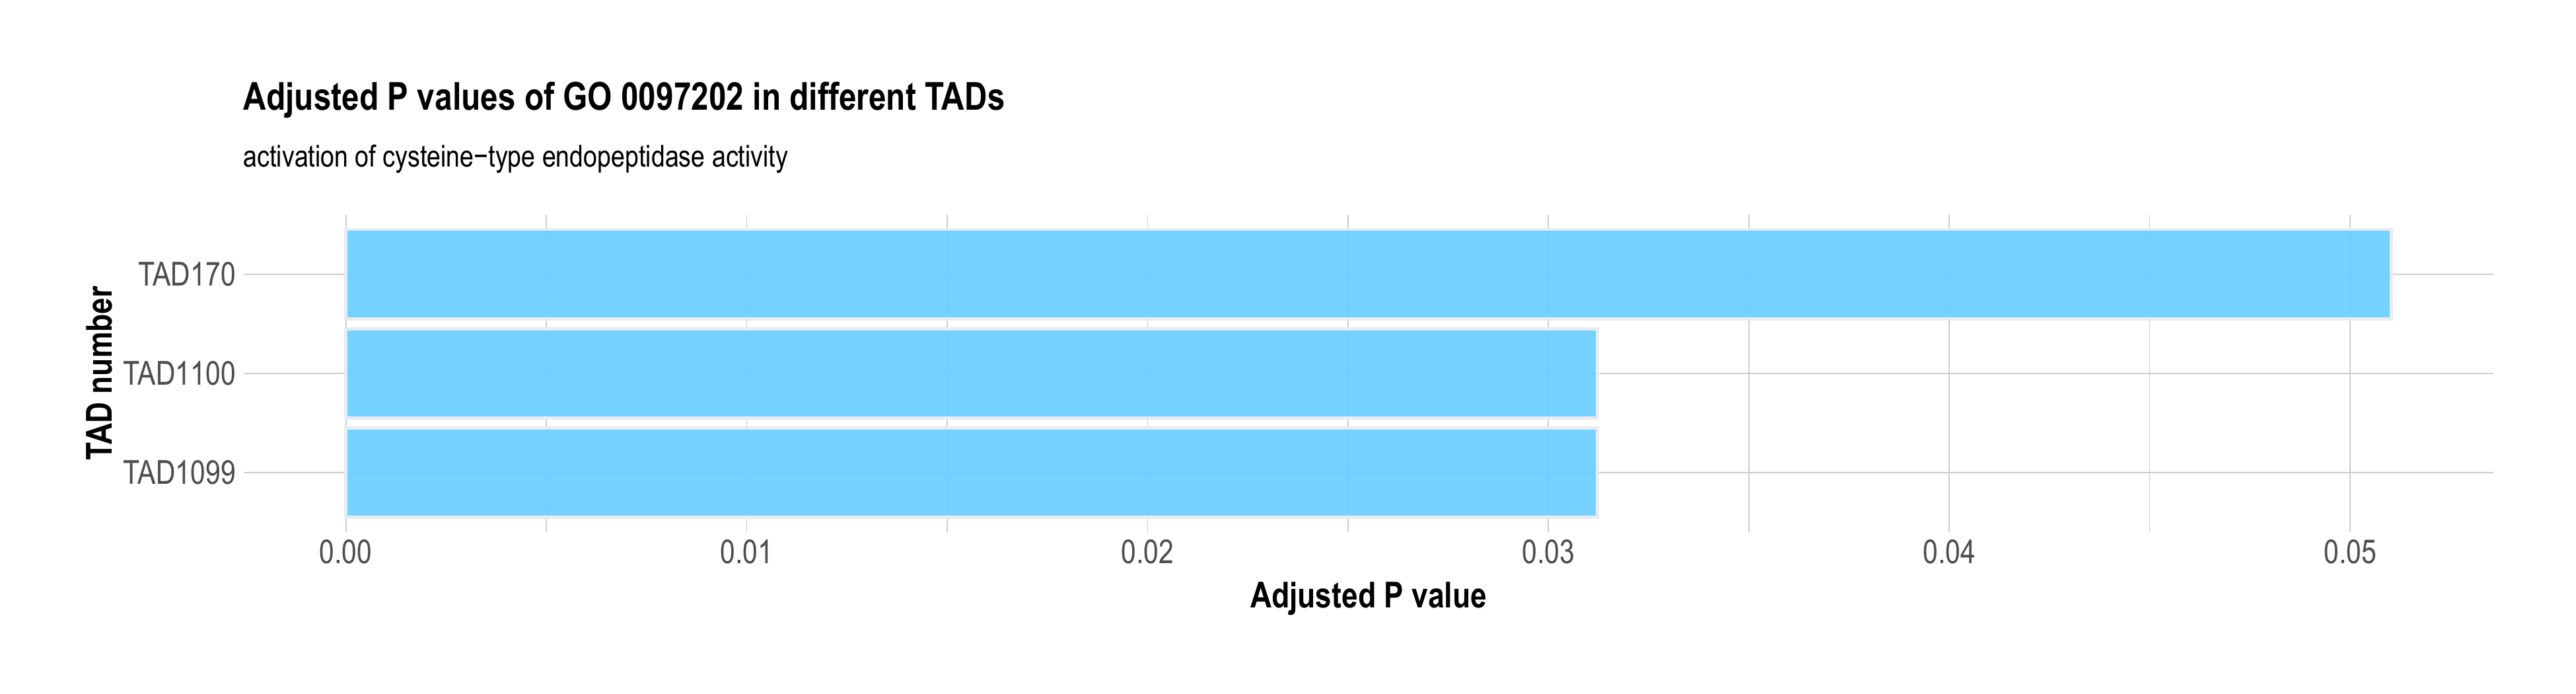 Adjusted P values of GO 0097202 in different TADs
activation of cysteine−type endopeptidase activity
TAD number
TAD170
TAD1100
TAD1099
0.00 0.01 0.02 0.03 0.04 0.05
Adjusted P value